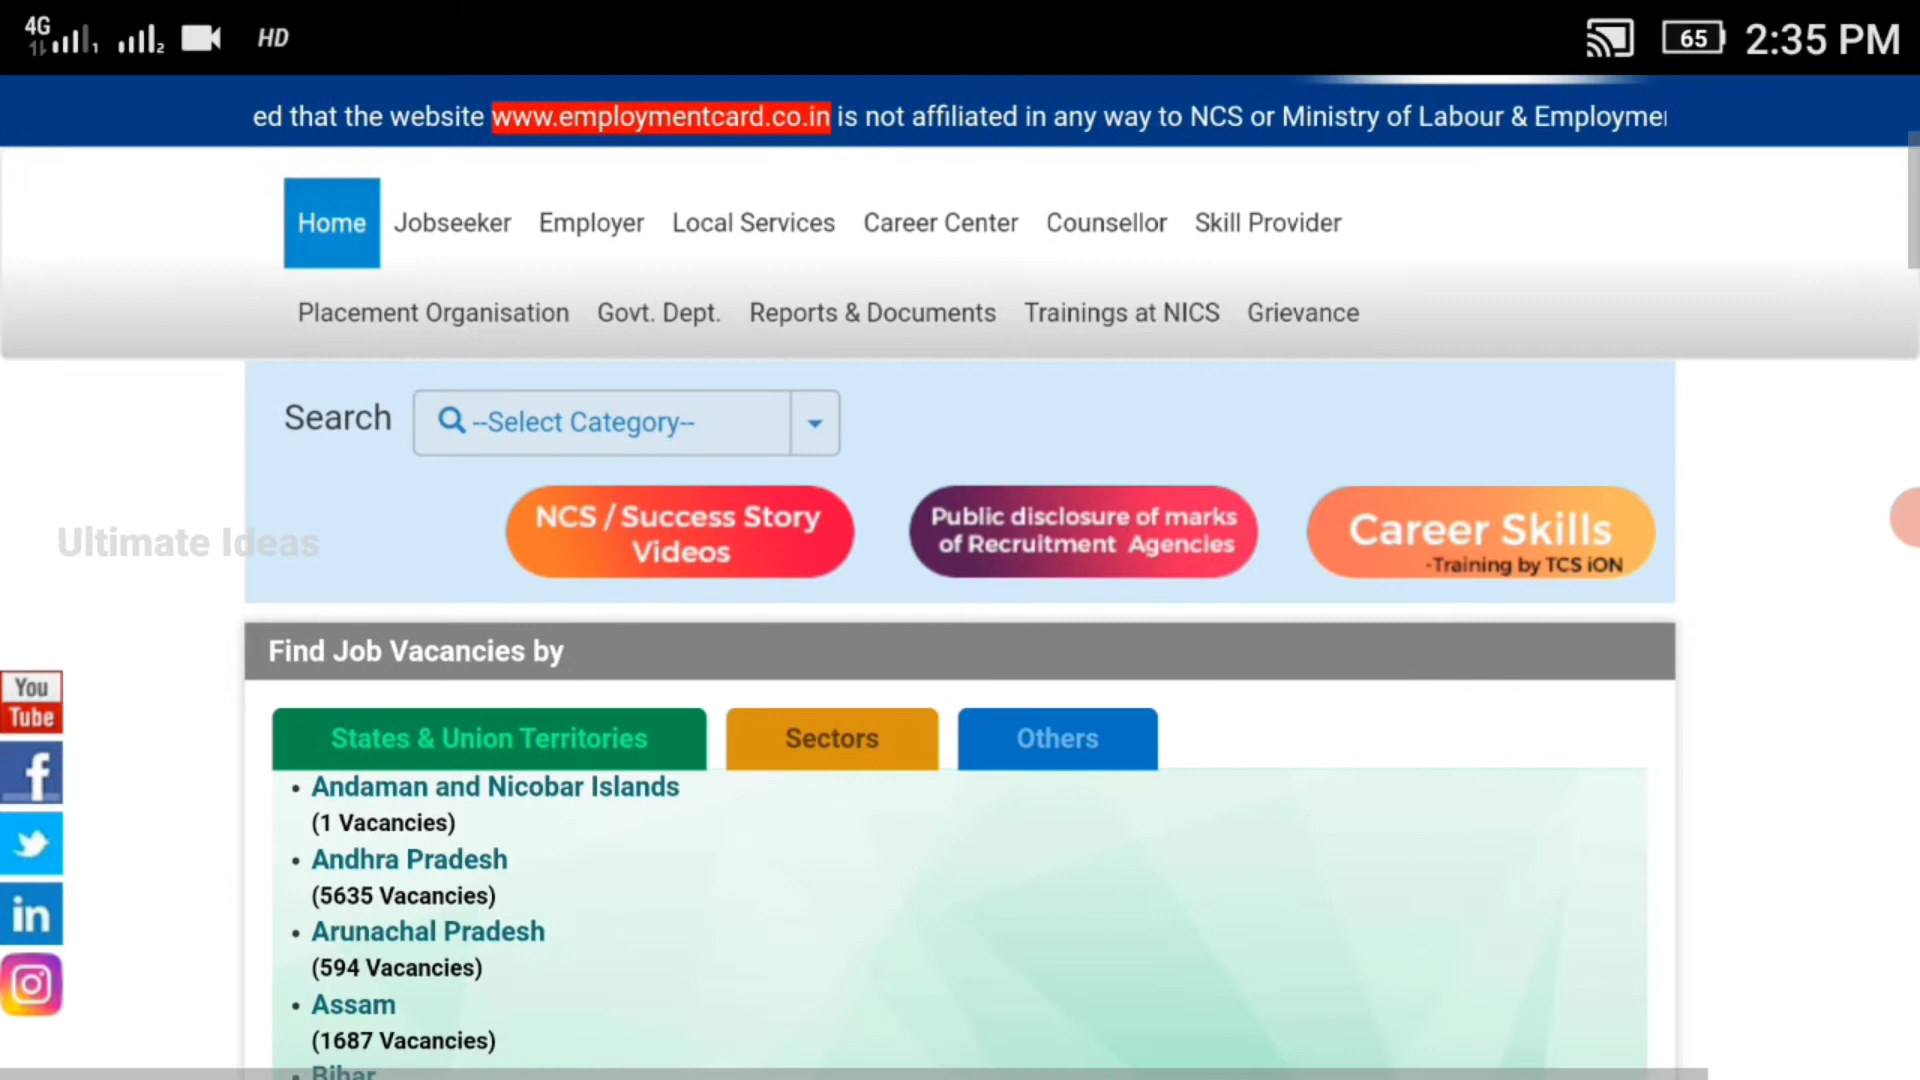 4G
1
2
HD
65
2:35 PM
ed that the website www.employmentcard.co.in is not affiliated in any way to NCS or Ministry of Labour & Employme
Home Jobseeker Employer Local Services Career Center Counsellor Skill Provider
Placement Organisation Govt. Dept. Reports & Documents Trainings at NICS Grievance
Search --Select Category--
NCS / Success Story
Videos
Public disclosure of marks
of Recruitment Agencies
Career Skills
-Training by TCS iON
Ultimate Ideas
Find Job Vacancies by
You
Tube
f
in
States & Union Territories
Sectors
Others
• Andaman and Nicobar Islands
(1 Vacancies)
• Andhra Pradesh
(5635 Vacancies)
• Arunachal Pradesh
(594 Vacancies)
• Assam
(1687 Vacancies)
• Bihar